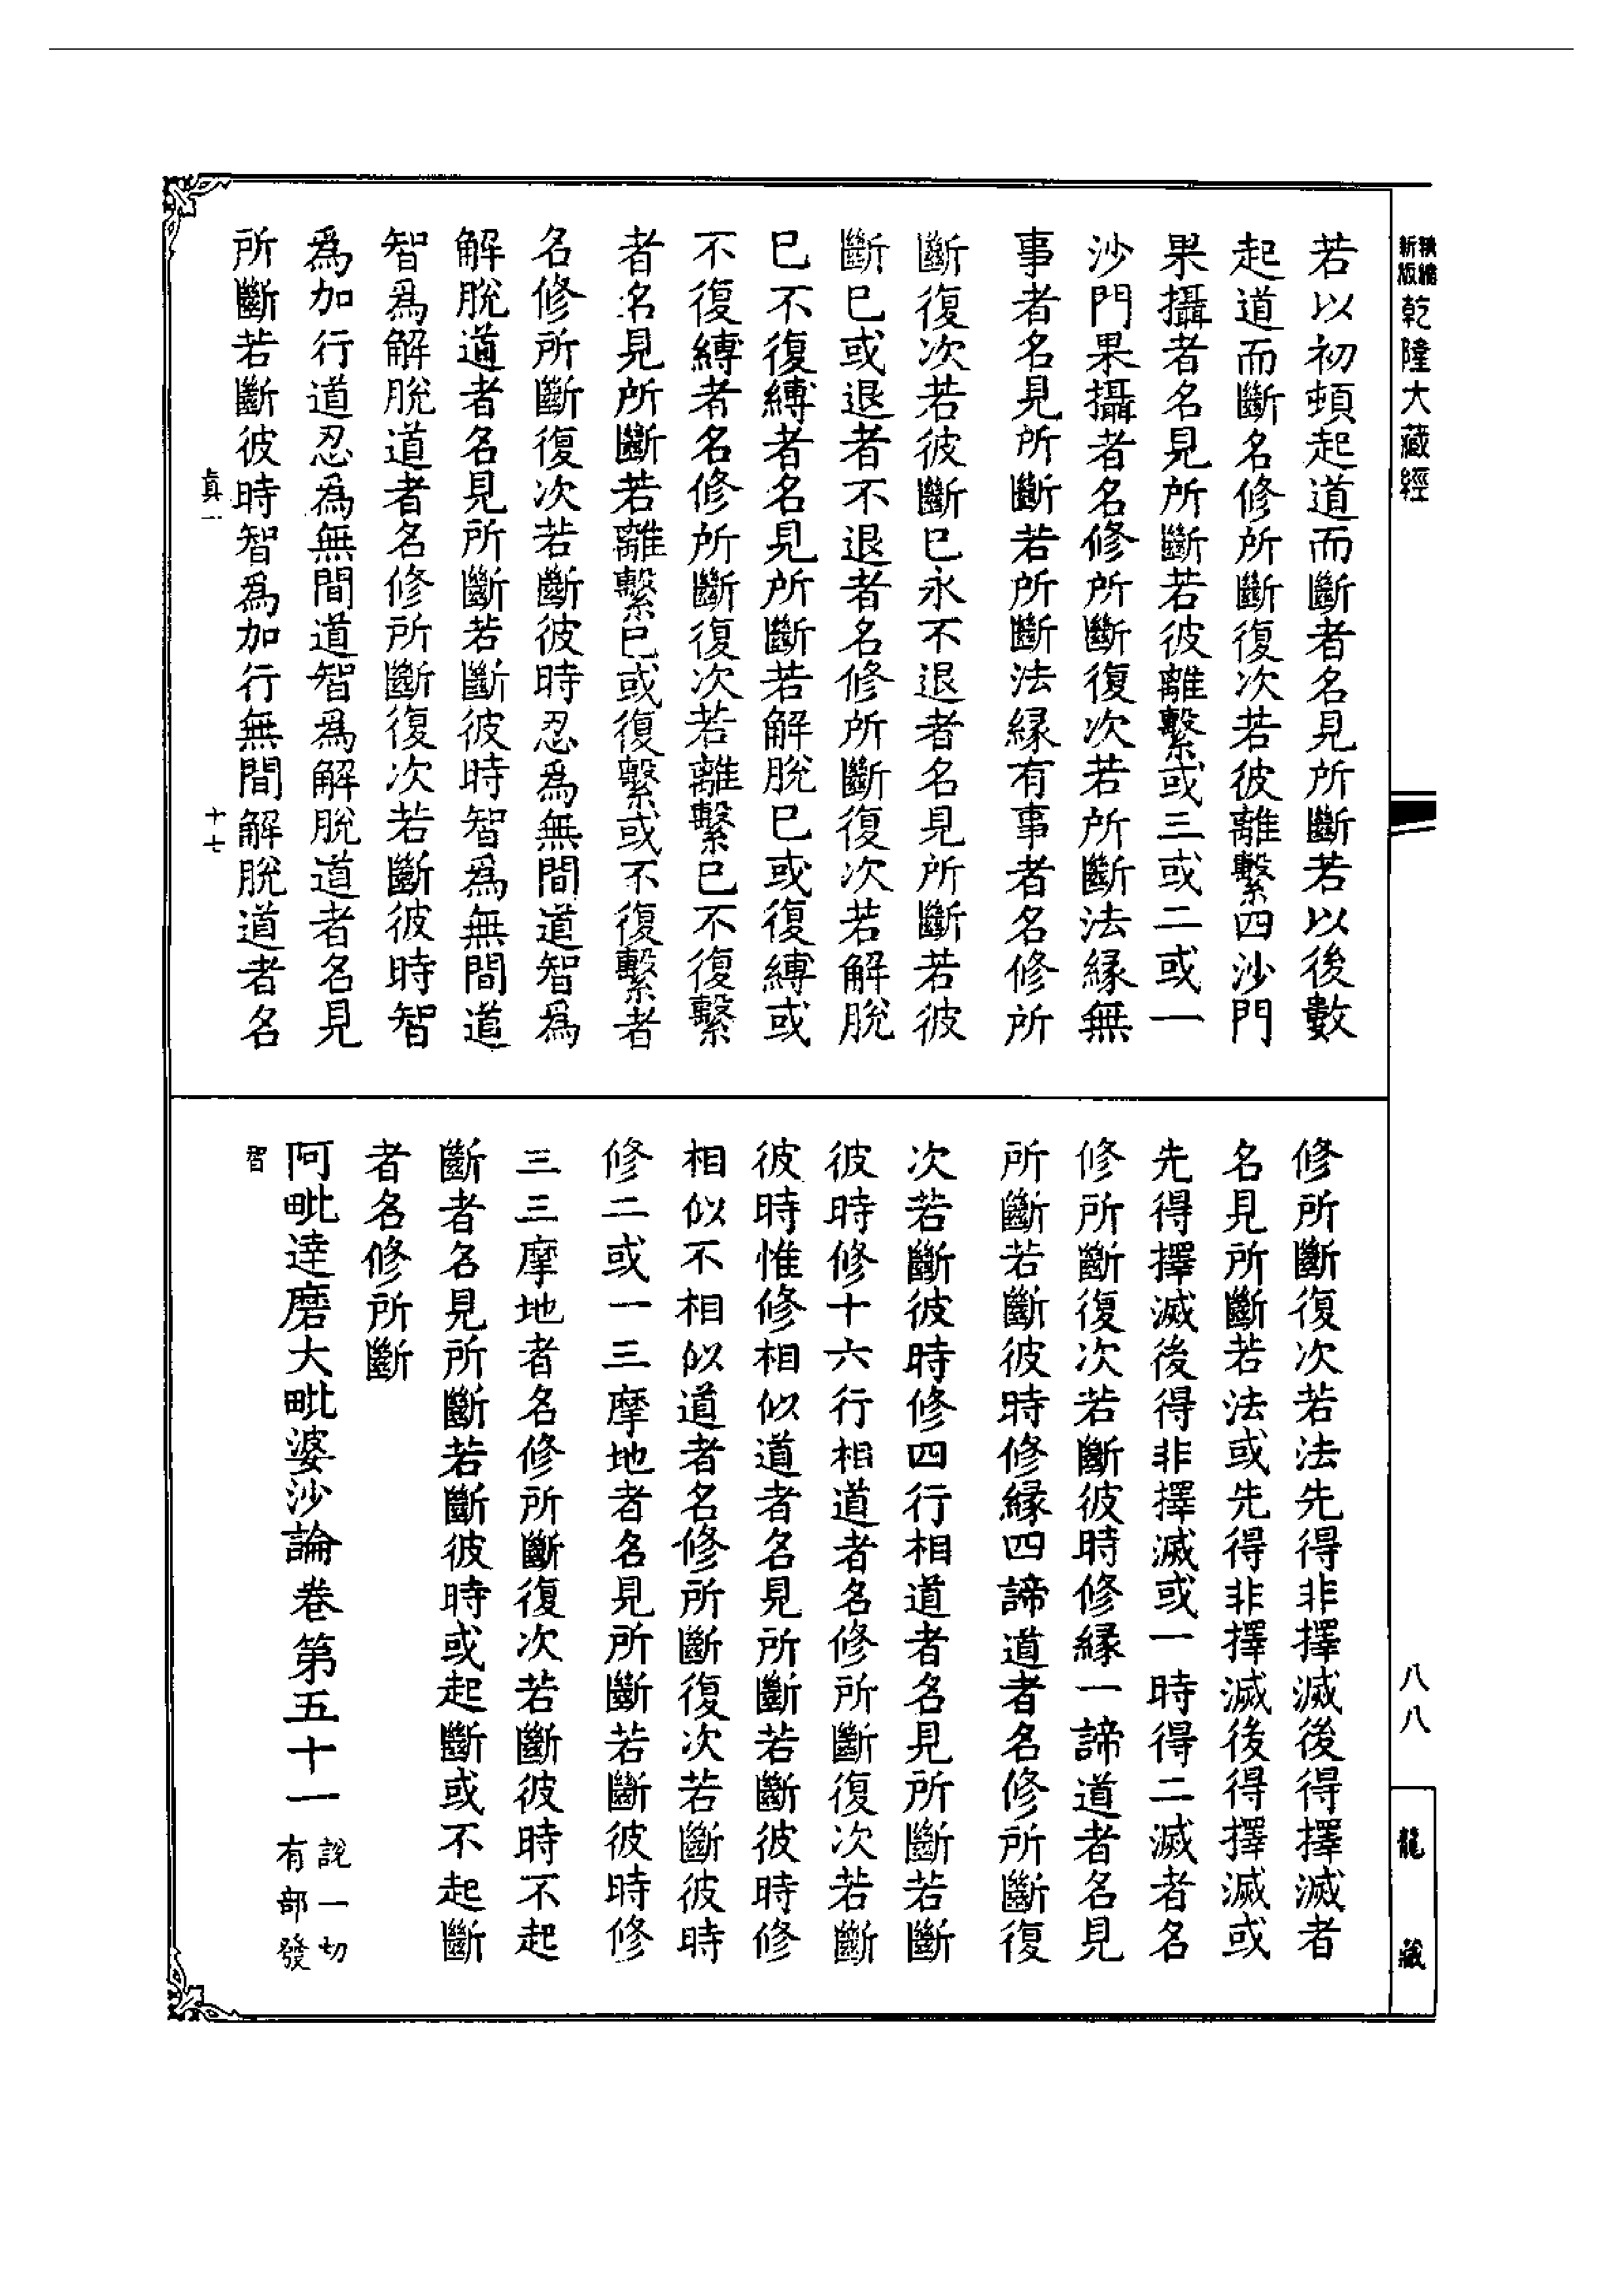 新版
乾隆大藏經
若以初頓起道而斷者名見所斷若以後數
起道而斷名修所斷復次若彼離繫四沙門
果攝者名見所斷若彼離繫或三或二或一
沙門果攝者名修所斷復次若所斷法緣無
事者名見所斷若所斷法緣有事者名修所
斷復次若彼斷已永不退者名見所斷若彼
斷已或退者不退者名修所斷復次若解脫
已不復縛者名見所斷若解脫已或復縛或
不復縛者名修所斷復次若離繫已不復繫
者名見所斷若離繫已或復繫或不復繫者
名修所斷復次若斷彼時忍為無間道智為
解脫道者名見所斷若斷彼時智為無間道
智為解脫道者名修所斷復次若斷彼時智
為加行道忍為無間道智為解脫道者名見
所斷若斷彼時智為加行無間解脫道者名
真一
十七
修所斷復次若法先得非擇滅後得擇滅者
名見所斷若法或先得非擇滅後得擇滅或
先得擇滅後得非擇滅或一時得二滅者名
修所斷復次若斷彼時修緣一諦道者名見
所斷若斷彼時修緣四諦道者名修所斷復
次若斷彼時修四行相道者名見所斷若斷
彼時修十六行相道者名修所斷復次若斷
彼時惟修相似道者名見所斷若斷彼時修
相似不相似道者名修所斷復次若斷彼時
修二或一三摩地者名見所斷若斷彼時修
三三摩地者名修所斷復次若斷彼時不起
斷者名見所斷若斷彼時或起斷或不起斷
者名修所斷
阿毗達磨大毗婆沙論卷第五十一
說一切
有部發
智
八八
龍藏